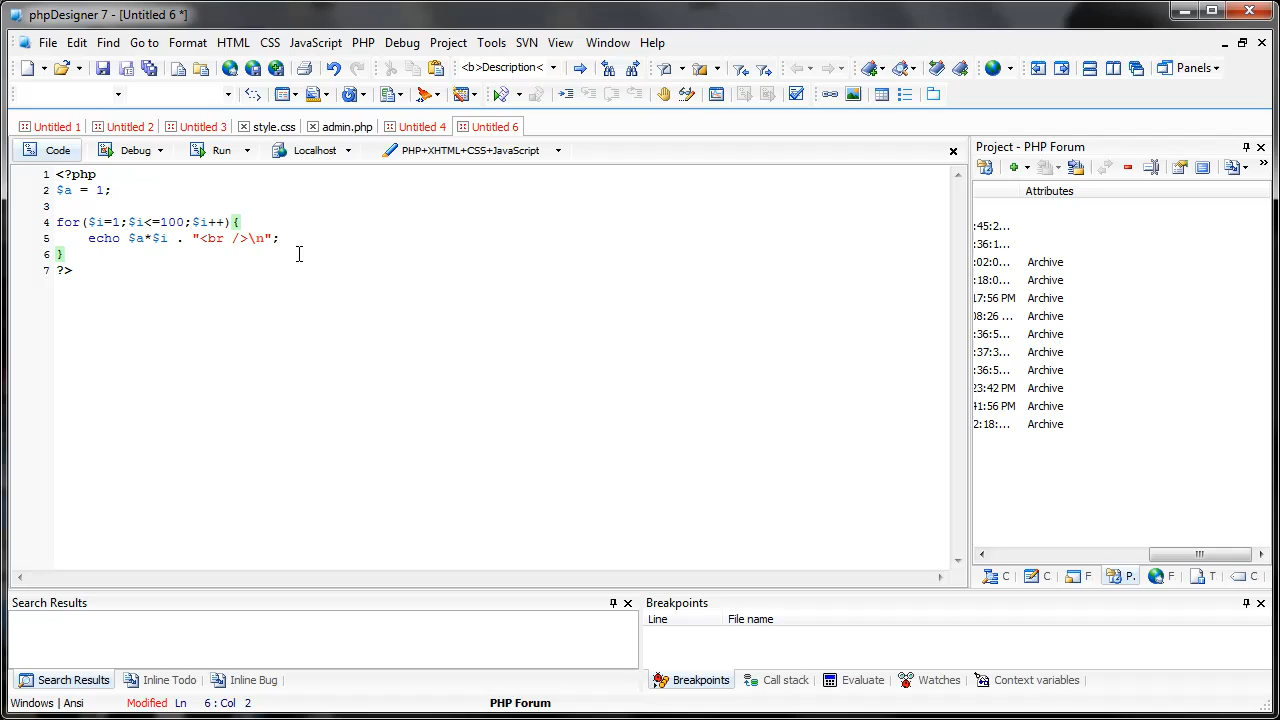 phpDesigner 7 - [Untitled 6 *]
File Edit Find Go to Format HTML CSS JavaScript PHP Debug Project Tools SVN View Window Help
<b>Description<
Panels
Untitled 1 Untitled 2 Untitled 3 style.css admin.php Untitled 4 Untitled 6
Code Debug Run Localhost PHP+XHTML+CSS+JavaScript
Project - PHP Forum
Attributes
1 <?php
2 $a = 1;
3
4 for($i=1;$i<=100;$i++){
5 echo $a*$i . "<br />\n";
6 }
7 ?>
:45:2...
:36:1...
:02:0... Archive
:18:0... Archive
:17:56 PM Archive
:08:26 ... Archive
:36:5... Archive
:37:3... Archive
:36:5... Archive
:23:42 PM Archive
:41:56 PM Archive
2:18:... Archive
C C F P. F T C
Search Results
Breakpoints
Line File name
Search Results Inline Todo Inline Bug
Breakpoints Call stack Evaluate Watches Context variables
Windows | Ansi Modified Ln 6 : Col 2 PHP Forum